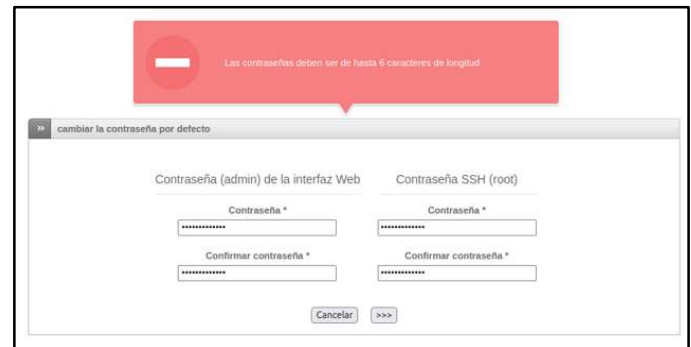 Las contraseñas deben ser de hasta 6 caracteres de longitud
» cambiar la contraseña por defecto
Contraseña (admin) de la interfaz Web
Contraseña SSH (root)
Contraseña *
Contraseña *
•••••••••••••
•••••••••••••
Confirmar contraseña *
Confirmar contraseña *
•••••••••••••
•••••••••••••
Cancelar
>>>